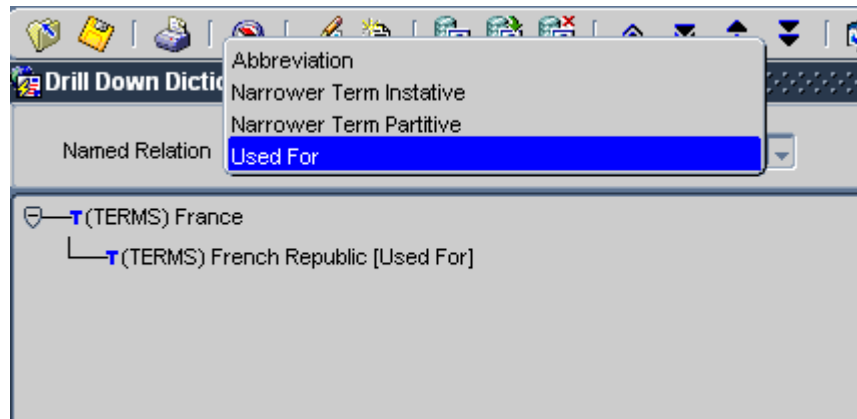 Abbreviation
Drill Down Dictio
Narrower Term Instative
Narrower Term Partitive
Named Relation
Used For
T (TERMS) France
T (TERMS) French Republic [Used For]